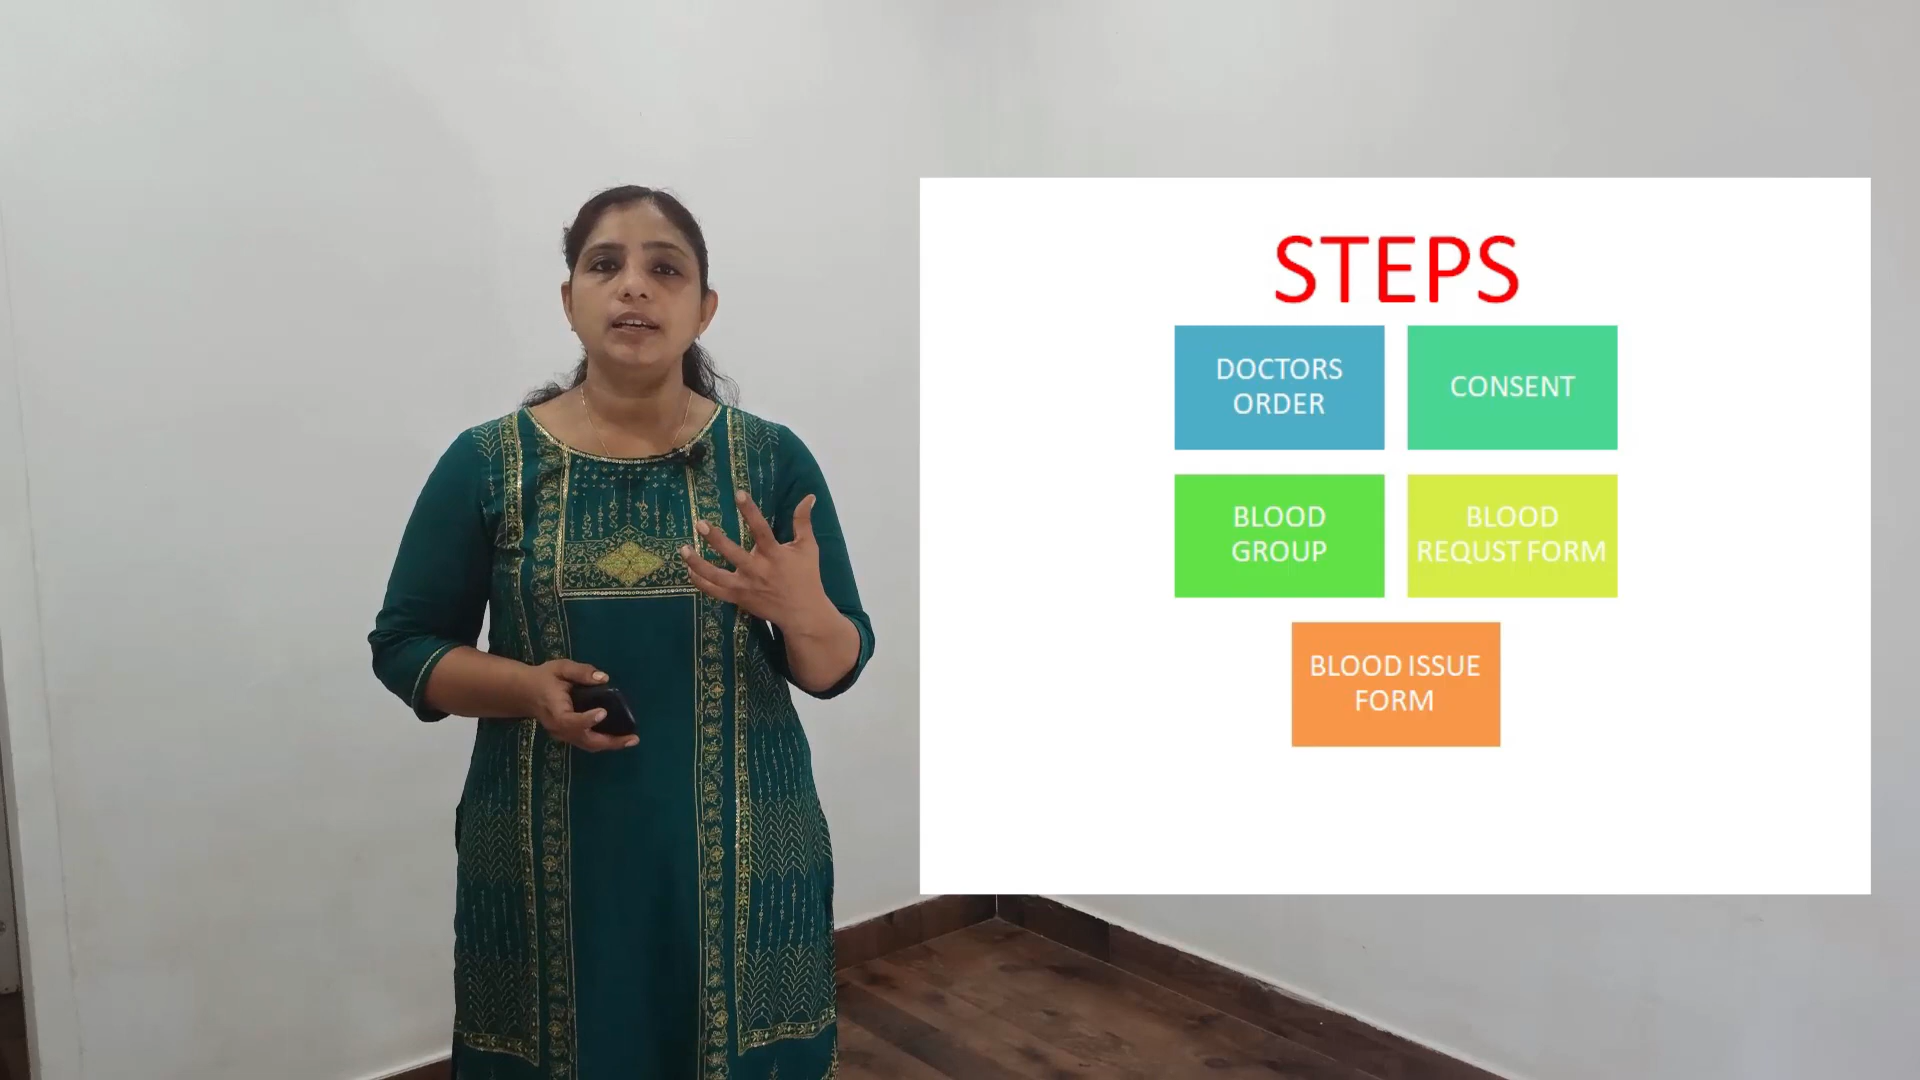 STEPS
DOCTORS
ORDER
CONSENT
BLOOD
GROUP
BLOOD
REQUST FORM
BLOOD ISSUE
FORM